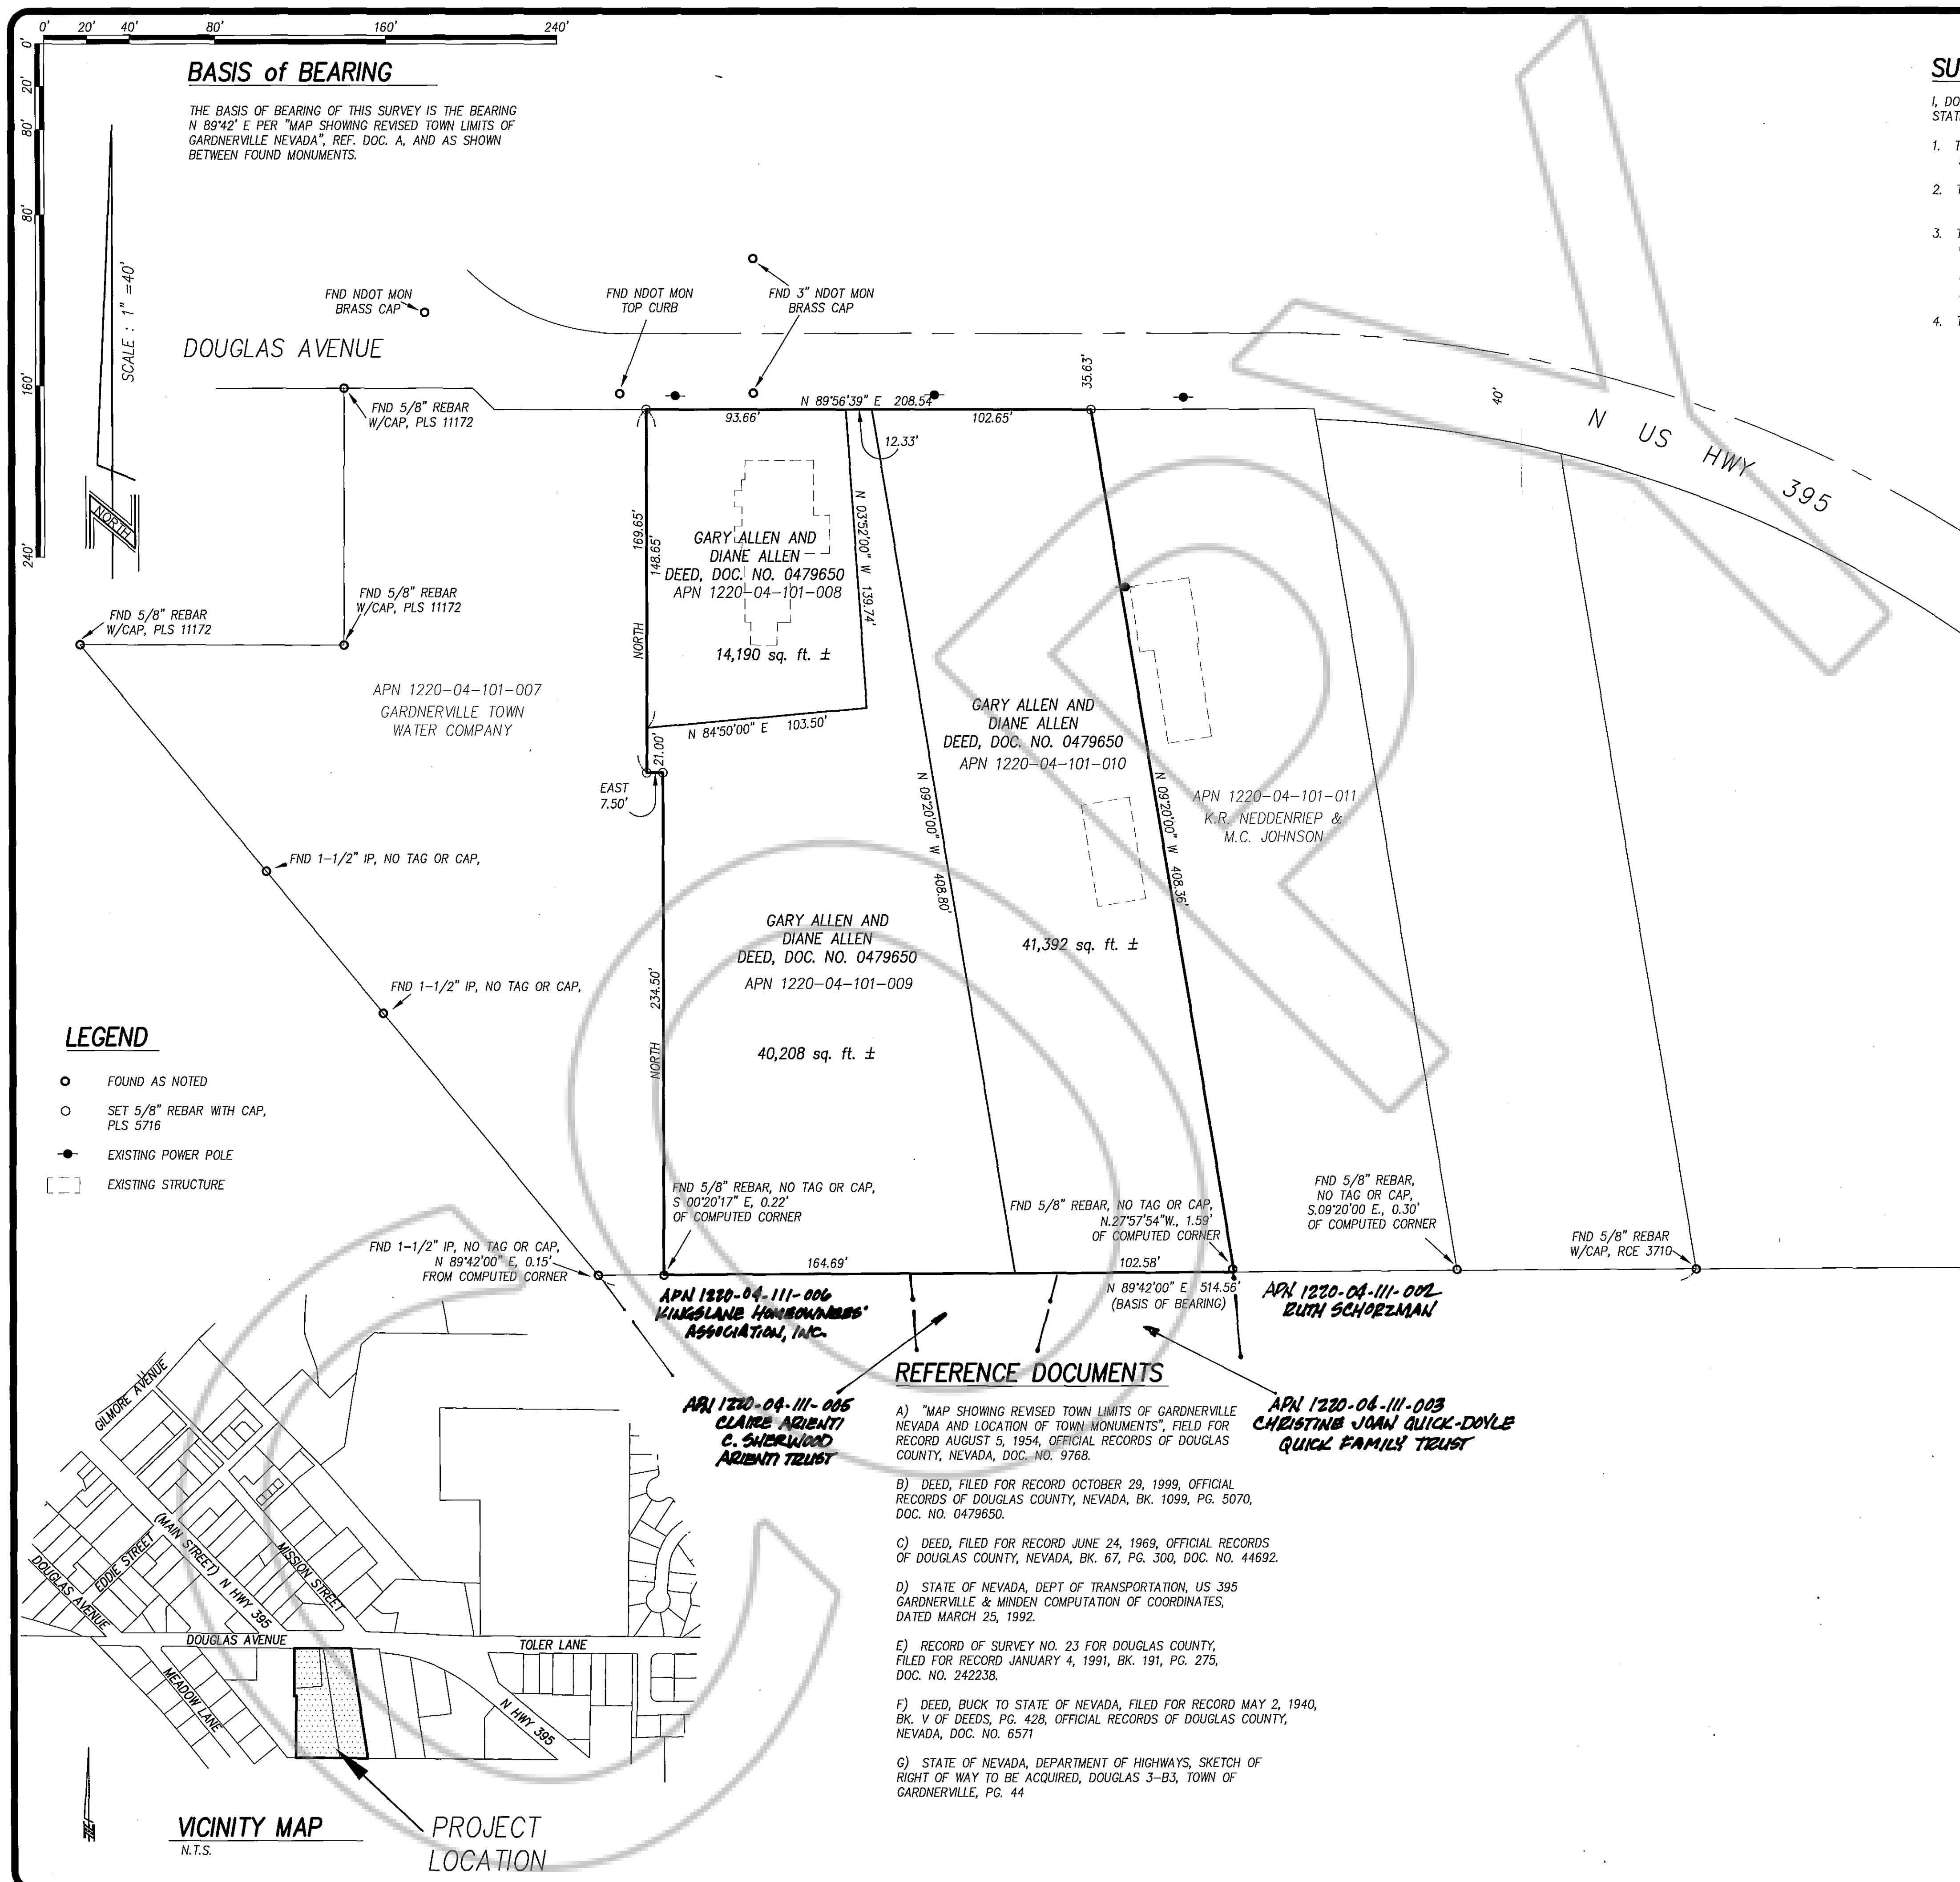 0' 20' 40' 80' 160' 240'
0'
20'
80'
80'
160'
240'
BASIS of BEARING
THE BASIS OF BEARING OF THIS SURVEY IS THE BEARING
N 89°42' E PER "MAP SHOWING REVISED TOWN LIMITS OF
GARDNERVILLE NEVADA", REF. DOC. A, AND AS SHOWN
BETWEEN FOUND MONUMENTS.
SU
I, DO
STAT
1. T
2. T
3. T
4. T
SCALE : 1" =40'
NORTH
FND NDOT MON
BRASS CAP
FND NDOT MON
TOP CURB
FND 3" NDOT MON
BRASS CAP
DOUGLAS AVENUE
FND 5/8" REBAR
W/CAP, PLS 11172
N 89°56'39" E 208.54'
93.66'
102.65'
35.63'
12.33'
40'
N US HWY 395
169.65'
148.65'
NORTH
GARY ALLEN AND
DIANE ALLEN
DEED, DOC. NO. 0479650
APN 1220-04-101-008
14,190 sq. ft. ±
N 03°52'00" W 139.74'
FND 5/8" REBAR
W/CAP, PLS 11172
FND 5/8" REBAR
W/CAP, PLS 11172
APN 1220-04-101-007
GARDNERVILLE TOWN
WATER COMPANY
N 84°50'00" E 103.50'
21.00'
EAST
7.50'
GARY ALLEN AND
DIANE ALLEN
DEED, DOC. NO. 0479650
APN 1220-04-101-010
N 09°20'00" W 408.80'
N 09°20'00" W 408.36'
APN 1220-04-101-011
K.R. NEDDENRIEP &
M.C. JOHNSON
41,392 sq. ft. ±
FND 1-1/2" IP, NO TAG OR CAP,
GARY ALLEN AND
DIANE ALLEN
DEED, DOC. NO. 0479650
APN 1220-04-101-009
234.50'
NORTH
40,208 sq. ft. ±
FND 1-1/2" IP, NO TAG OR CAP,
LEGEND
FOUND AS NOTED
SET 5/8" REBAR WITH CAP,
PLS 5716
EXISTING POWER POLE
EXISTING STRUCTURE
FND 5/8" REBAR, NO TAG OR CAP,
S 00°20'17" E, 0.22'
OF COMPUTED CORNER
FND 5/8" REBAR, NO TAG OR CAP,
N.27°57'54"W., 1.59'
OF COMPUTED CORNER
FND 5/8" REBAR,
NO TAG OR CAP,
S.09°20'00 E., 0.30'
OF COMPUTED CORNER
FND 5/8" REBAR
W/CAP, RCE 3710
FND 1-1/2" IP, NO TAG OR CAP,
N 89°42'00" E, 0.15'
FROM COMPUTED CORNER
164.69'
102.58'
N 89°42'00" E 514.56'
(BASIS OF BEARING)
APN 1220-04-111-006
KINGSLANE HOMEOWNERS'
ASSOCIATION, INC.
APN 1220-04-111-002
RUTH SCHORZMAN
APN 1220-04-111-005
CLAIRE ARIENTI
C. SHERWOOD
ARIENTI TRUST
APN 1220-04-111-003
CHRISTINE JOAN QUICK-DOYLE
QUICK FAMILY TRUST
REFERENCE DOCUMENTS
A) "MAP SHOWING REVISED TOWN LIMITS OF GARDNERVILLE
NEVADA AND LOCATION OF TOWN MONUMENTS", FIELD FOR
RECORD AUGUST 5, 1954, OFFICIAL RECORDS OF DOUGLAS
COUNTY, NEVADA, DOC. NO. 9768.
B) DEED, FILED FOR RECORD OCTOBER 29, 1999, OFFICIAL
RECORDS OF DOUGLAS COUNTY, NEVADA, BK. 1099, PG. 5070,
DOC. NO. 0479650.
C) DEED, FILED FOR RECORD JUNE 24, 1969, OFFICIAL RECORDS
OF DOUGLAS COUNTY, NEVADA, BK. 67, PG. 300, DOC. NO. 44692.
D) STATE OF NEVADA, DEPT OF TRANSPORTATION, US 395
GARDNERVILLE & MINDEN COMPUTATION OF COORDINATES,
DATED MARCH 25, 1992.
E) RECORD OF SURVEY NO. 23 FOR DOUGLAS COUNTY,
FILED FOR RECORD JANUARY 4, 1991, BK. 191, PG. 275,
DOC. NO. 242238.
F) DEED, BUCK TO STATE OF NEVADA, FILED FOR RECORD MAY 2, 1940,
BK. V OF DEEDS, PG. 428, OFFICIAL RECORDS OF DOUGLAS COUNTY,
NEVADA, DOC. NO. 6571
G) STATE OF NEVADA, DEPARTMENT OF HIGHWAYS, SKETCH OF
RIGHT OF WAY TO BE ACQUIRED, DOUGLAS 3-B3, TOWN OF
GARDNERVILLE, PG. 44
GILMORE AVENUE
(MAIN STREET) N HWY 395
MISSION STREET
EDDIE STREET
DOUGLAS AVENUE
DOUGLAS AVENUE
TOLER LANE
MEADOW LANE
N HWY 395
VICINITY MAP
N.T.S.
PROJECT
LOCATION
COPY